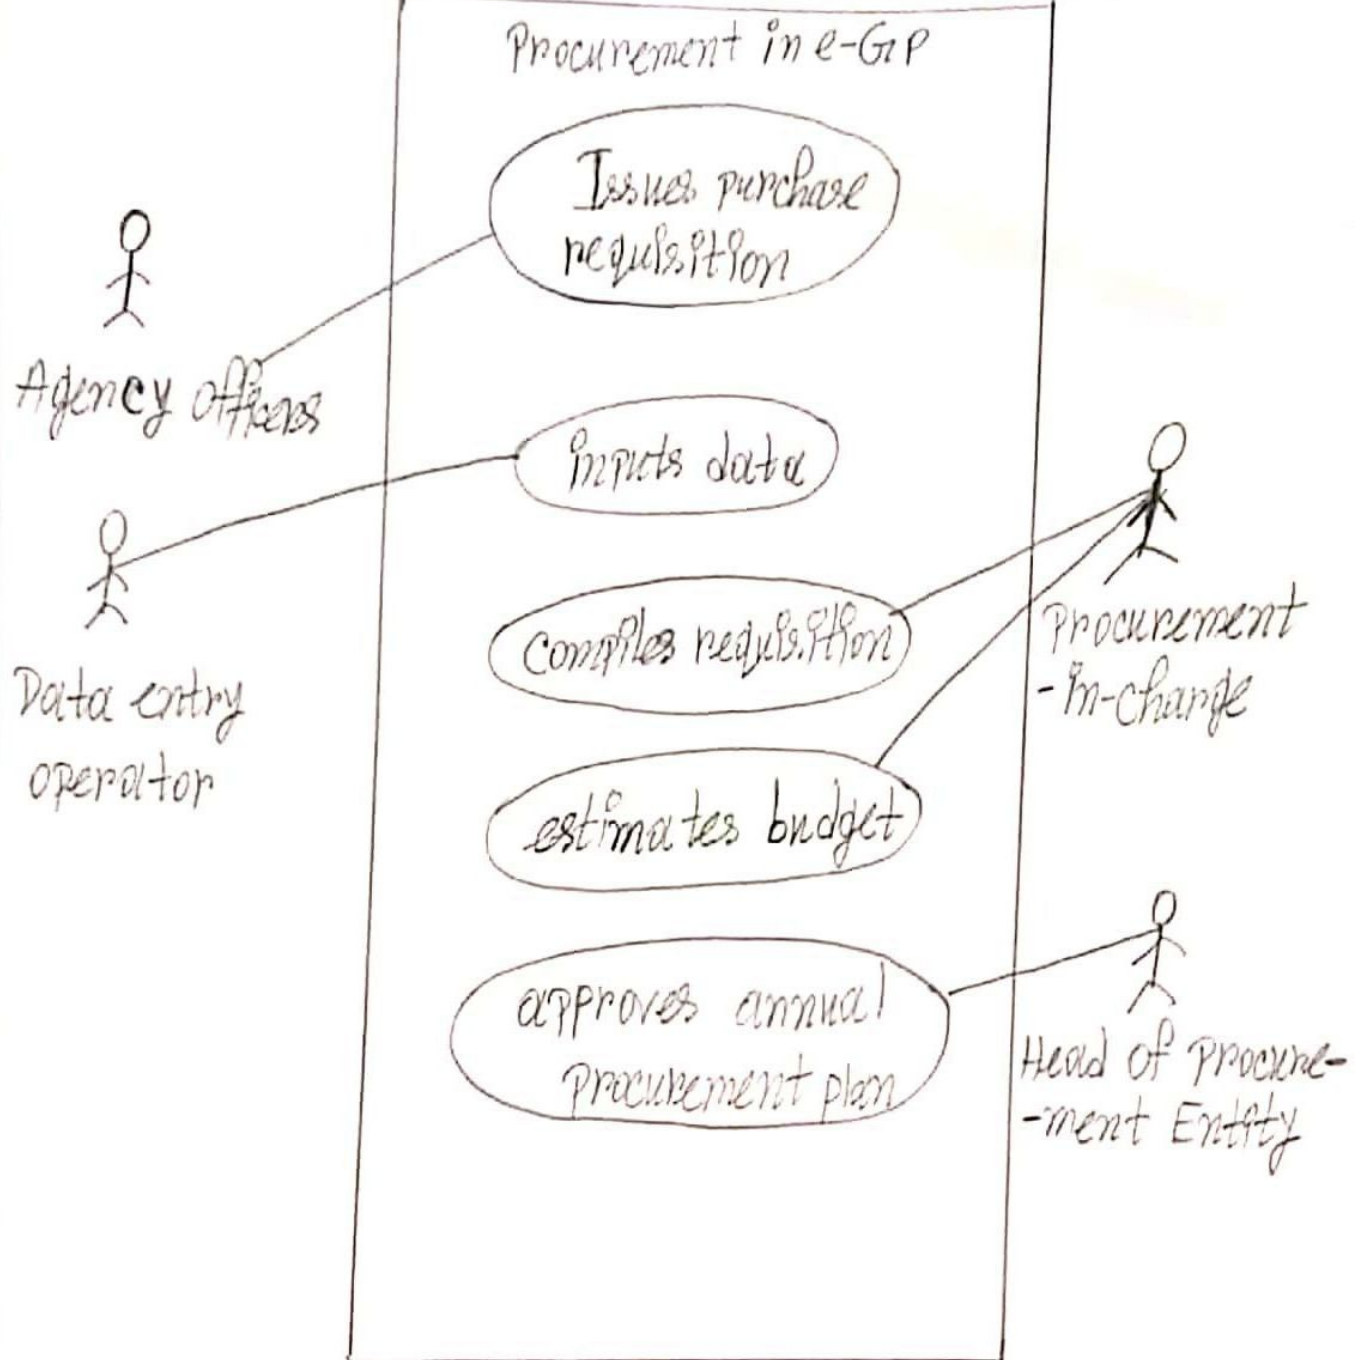 Procurement in e-GP
Issues purchase
requisition
Agency officers
inputs data
Data entry
operator
compiles requisition
Procurement
-in-charge
estimates budget
approves annual
procurement plan
Head of procure-
-ment Entity